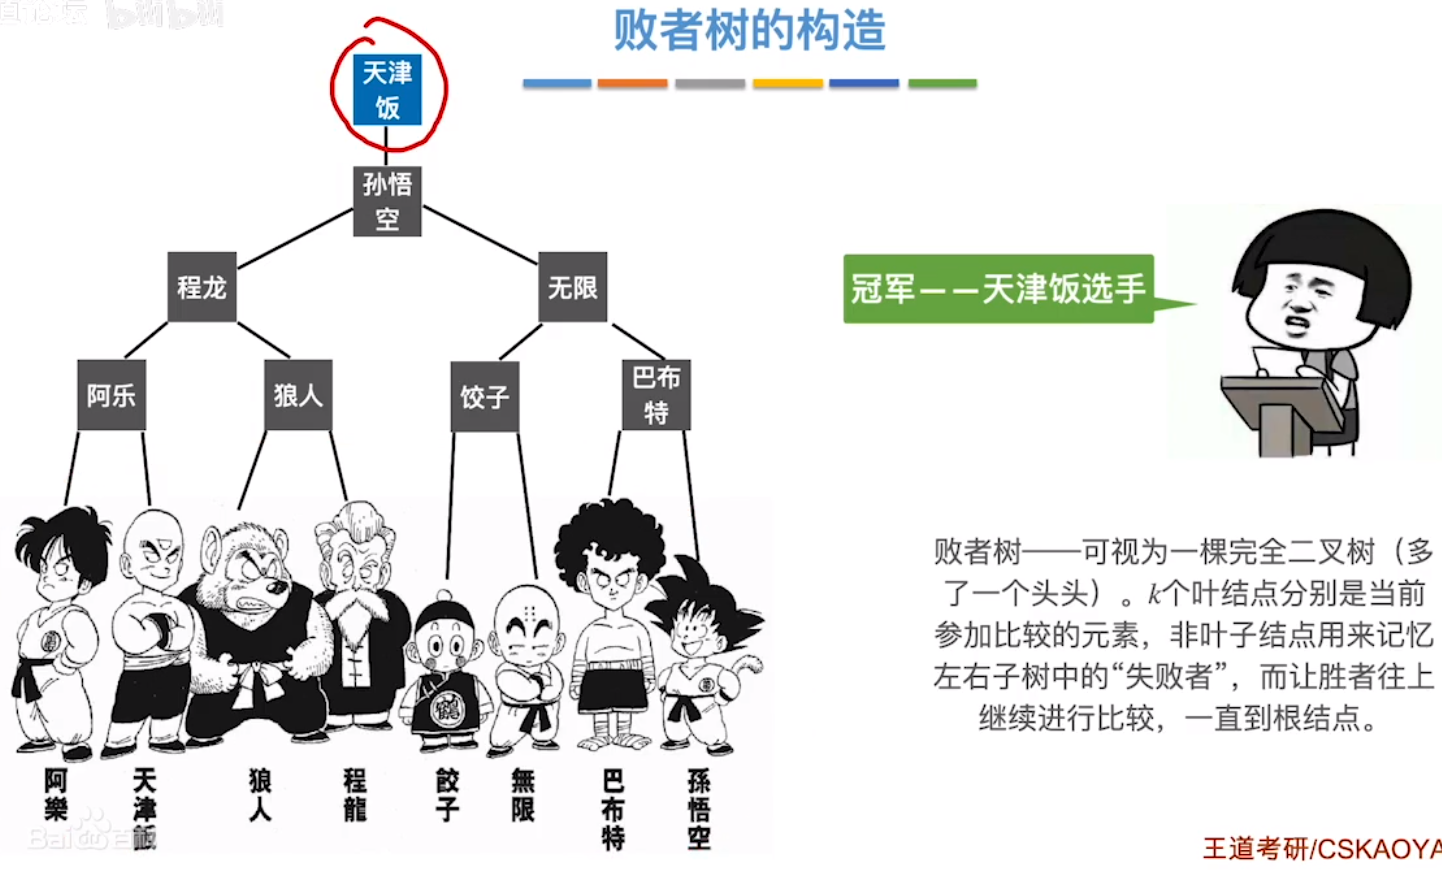 败者树的构造
天津
饭
孙悟
空
程龙
无限
阿乐
狼人
饺子
巴布
特
冠军——天津饭选手
败者树——可视为一棵完全二叉树（多
了一个头头）。k个叶结点分别是当前
参加比较的元素，非叶子结点用来记忆
左右子树中的“失败者”，而让胜者往上
继续进行比较，一直到根结点。
阿樂
天津飯
狼人
程龍
餃子
無限
巴布特
孫悟空
Baidu百科
王道考研/CSKAOYA